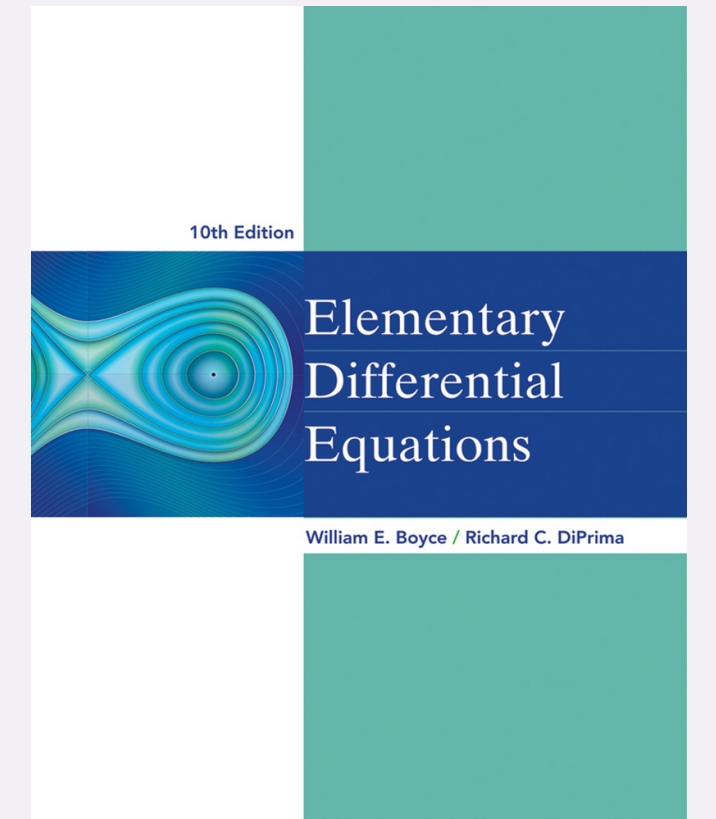 10th Edition
Elementary
Differential
Equations
William E. Boyce / Richard C. DiPrima